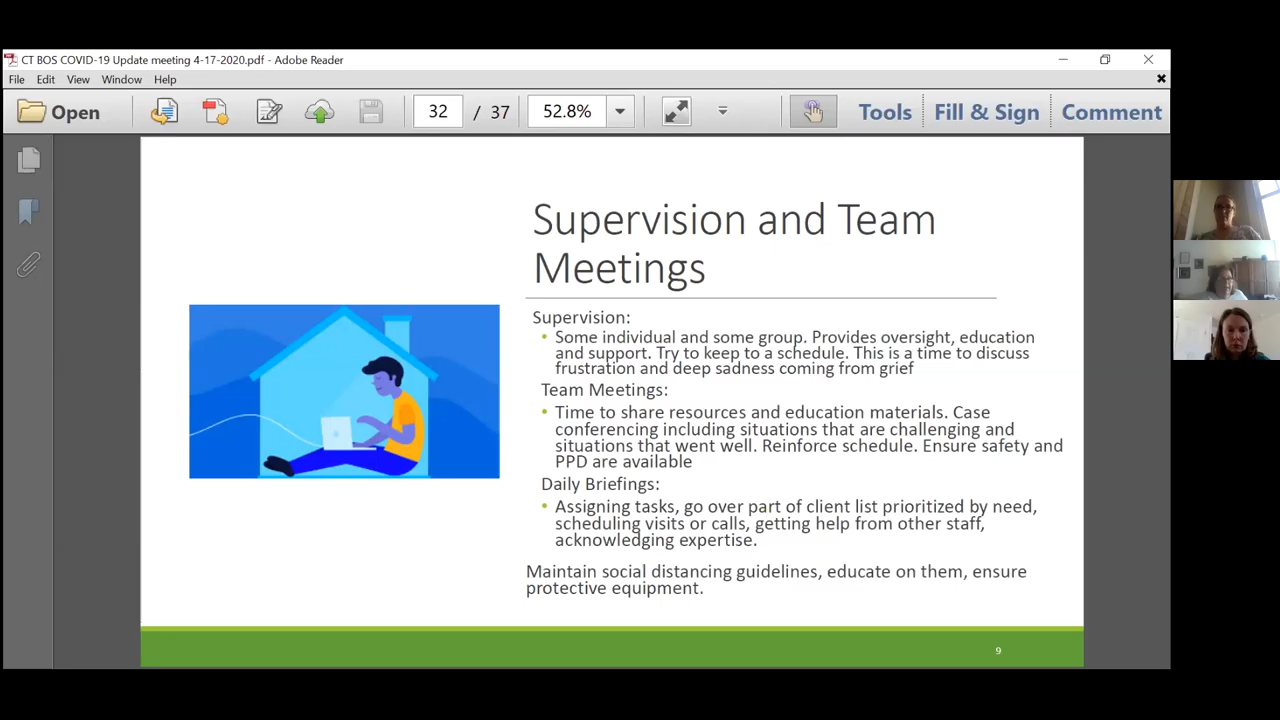 CT BOS COVID-19 Update meeting 4-17-2020.pdf - Adobe Reader
File Edit View Window Help
Open 32 / 37 52.8% Tools Fill & Sign Comment
Supervision and Team
Meetings
Supervision:
• Some individual and some group. Provides oversight, education
and support. Try to keep to a schedule. This is a time to discuss
frustration and deep sadness coming from grief
Team Meetings:
• Time to share resources and education materials. Case
conferencing including situations that are challenging and
situations that went well. Reinforce schedule. Ensure safety and
PPD are available
Daily Briefings:
• Assigning tasks, go over part of client list prioritized by need,
scheduling visits or calls, getting help from other staff,
acknowledging expertise.
Maintain social distancing guidelines, educate on them, ensure
protective equipment.
9